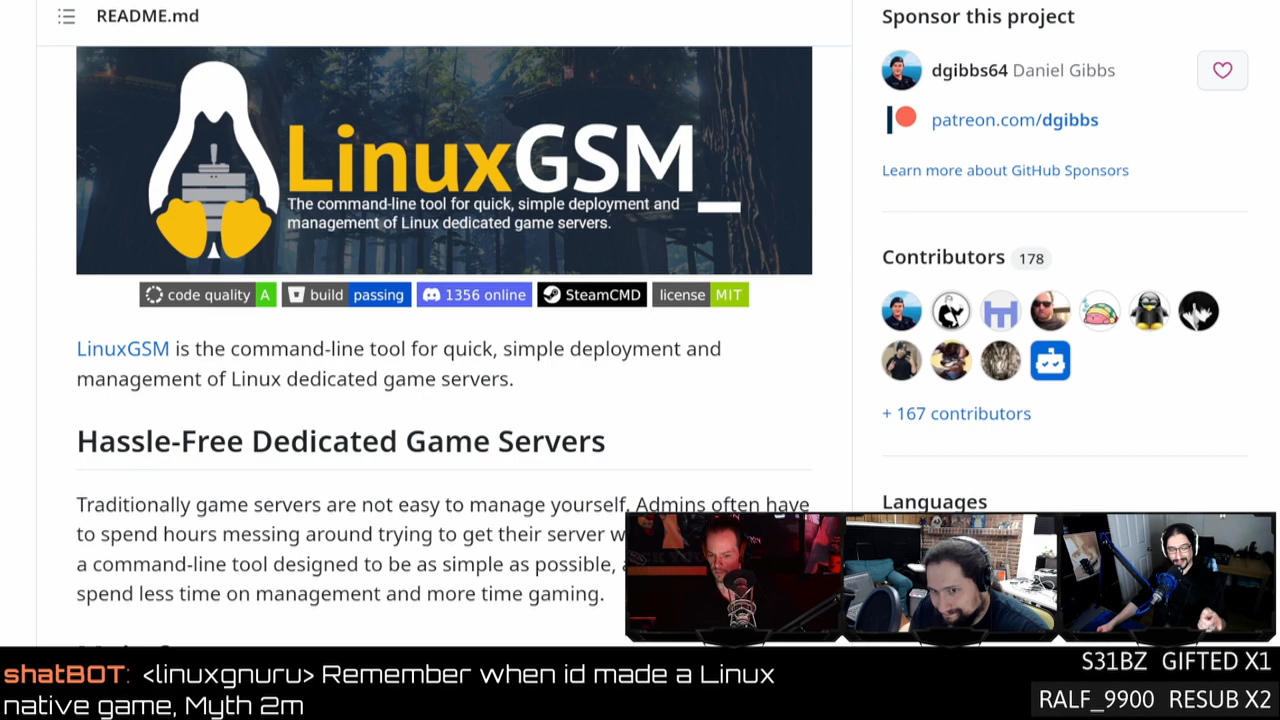 README.md
LinuxGSM
The command-line tool for quick, simple deployment and
management of Linux dedicated game servers.
code quality A
build passing
1356 online
SteamCMD
license MIT
LinuxGSM is the command-line tool for quick, simple deployment and
management of Linux dedicated game servers.
Hassle-Free Dedicated Game Servers
Traditionally game servers are not easy to manage yourself. Admins often have
to spend hours messing around trying to get their server w
a command-line tool designed to be as simple as possible,
spend less time on management and more time gaming.
Sponsor this project
dgibbs64 Daniel Gibbs
patreon.com/dgibbs
Learn more about GitHub Sponsors
Contributors 178
+ 167 contributors
Languages
shatBOT: <linuxgnuru> Remember when id made a Linux
native game, Myth 2m
S31BZ GIFTED X1
RALF_9900 RESUB X2